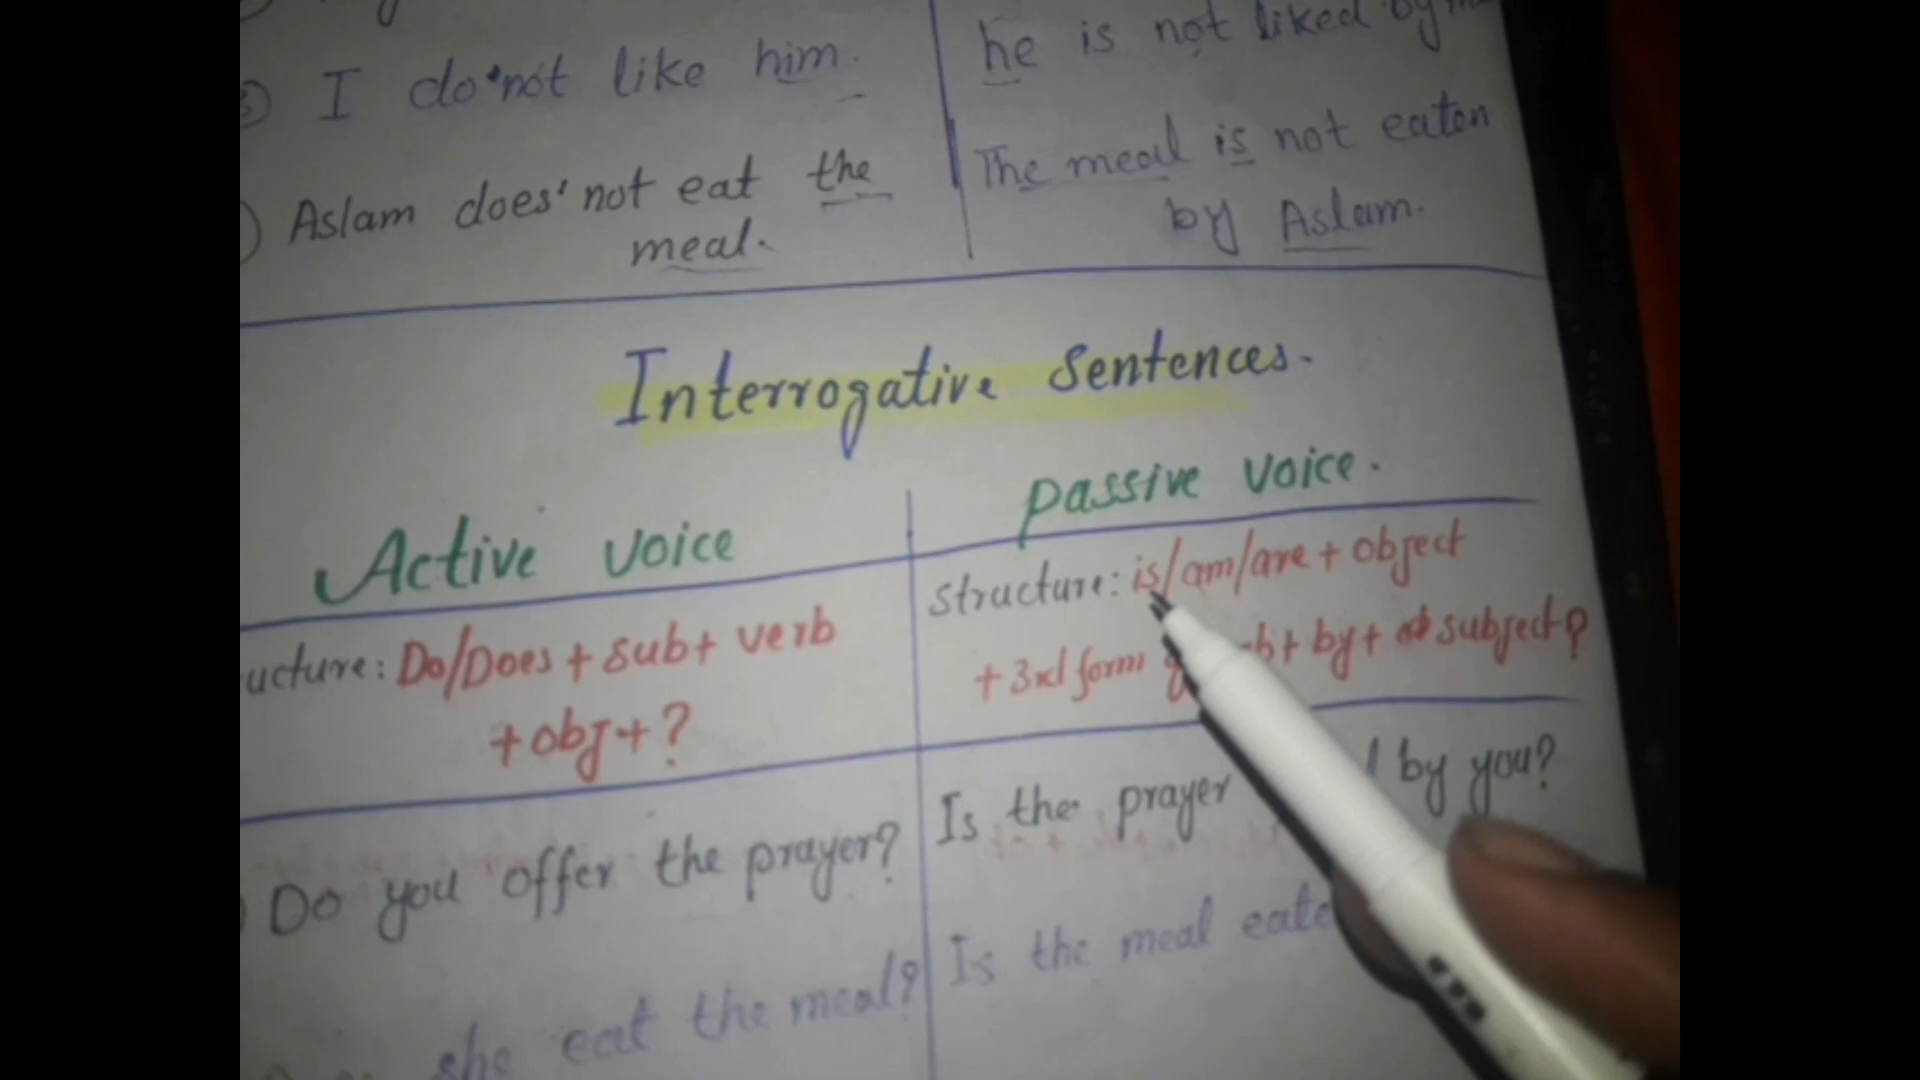 I do not like him.
he is not liked by
Aslam does not eat the
meal.
The meal is not eaten
by Aslam.
Interrogative Sentences.
Active voice
passive voice.
ucture: Do/Does + sub + verb
+ obj + ?
structure: is/am/are + object
+ 3rd form + by + subject?
Do you offer the prayer?
Is the prayer by you?
she eat the meal?
Is the meal